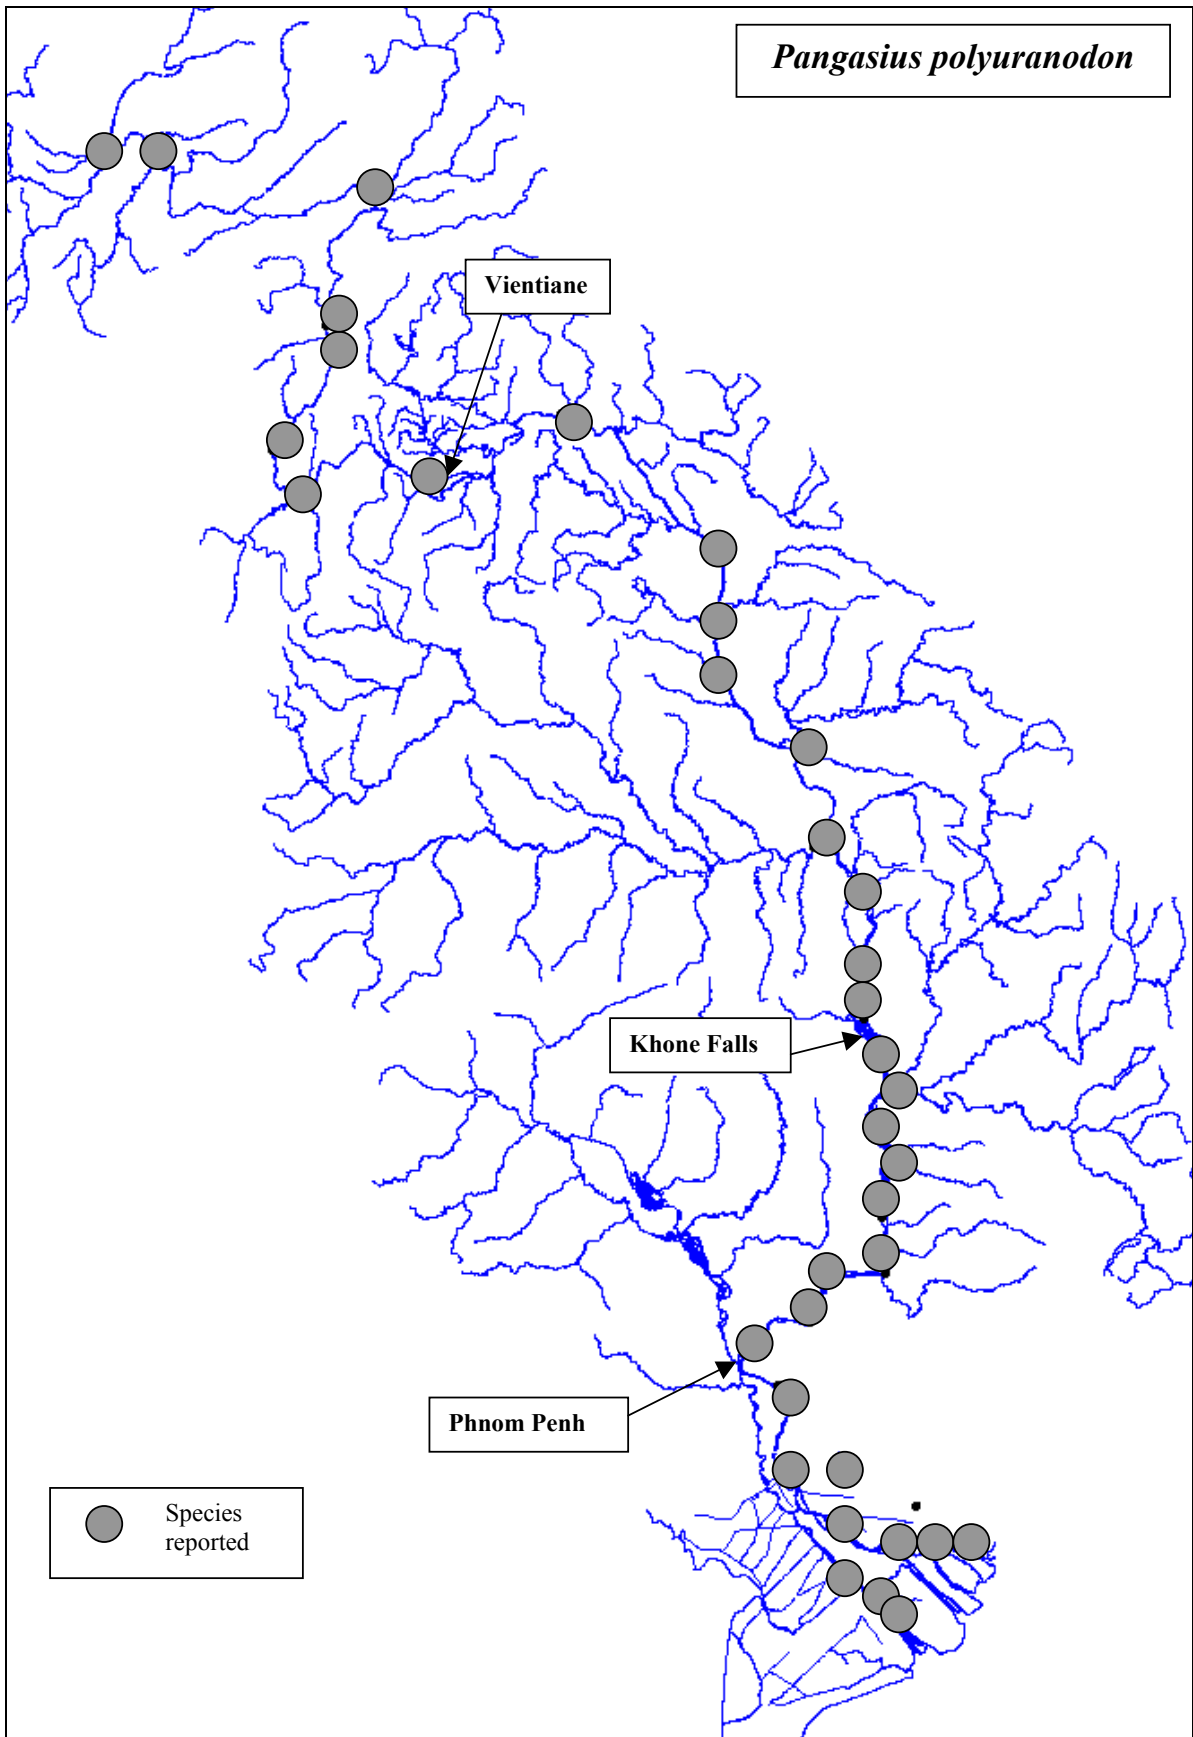 Pangasius polyuranodon
Vientiane
Khone Falls
Phnom Penh
Species
reported